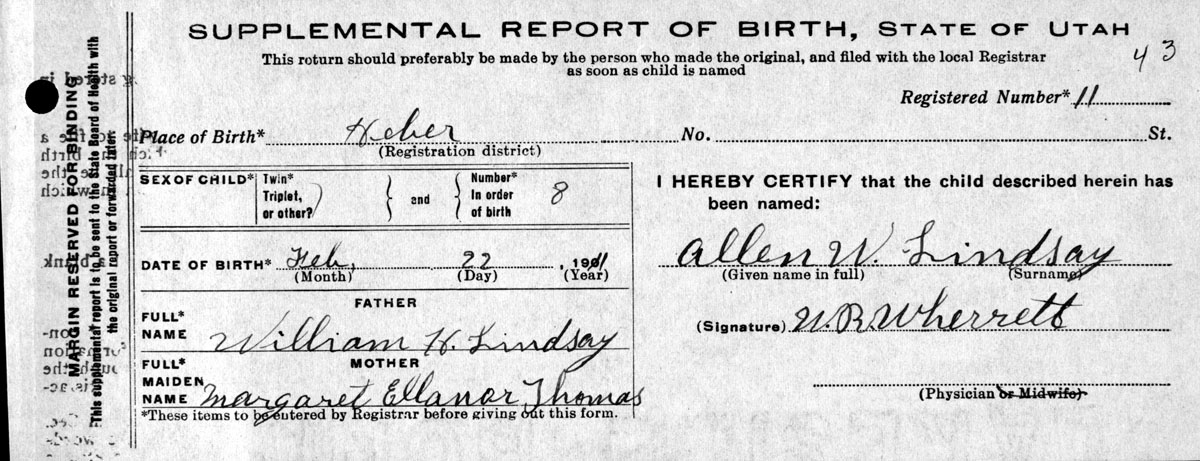 SUPPLEMENTAL REPORT OF BIRTH, STATE OF UTAH
This return should preferably be made by the person who made the original, and filed with the local Registrar
as soon as child is named
43
Registered Number* 11
Place of Birth* Heber No. St.
(Registration district)
SEX OF CHILD* Twin* Triplet, or other? } and { Number* In order of birth 8
DATE OF BIRTH* Feb, 22, 1911
(Month) (Day) (Year)
FATHER
FULL* NAME William H. Lindsay
MOTHER
FULL* MAIDEN NAME Margaret Ellanor Thomas
*These items to be entered by Registrar before giving out this form.
I HEREBY CERTIFY that the child described herein has
been named:
Allen W. Lindsay
(Given name in full) (Surname)
(Signature) W.R. Wherrett
(Physician or Midwife)
MARGIN RESERVED FOR BINDING
This supplemental report is to be sent to the State Board of Health with
the original report or forwarded later.